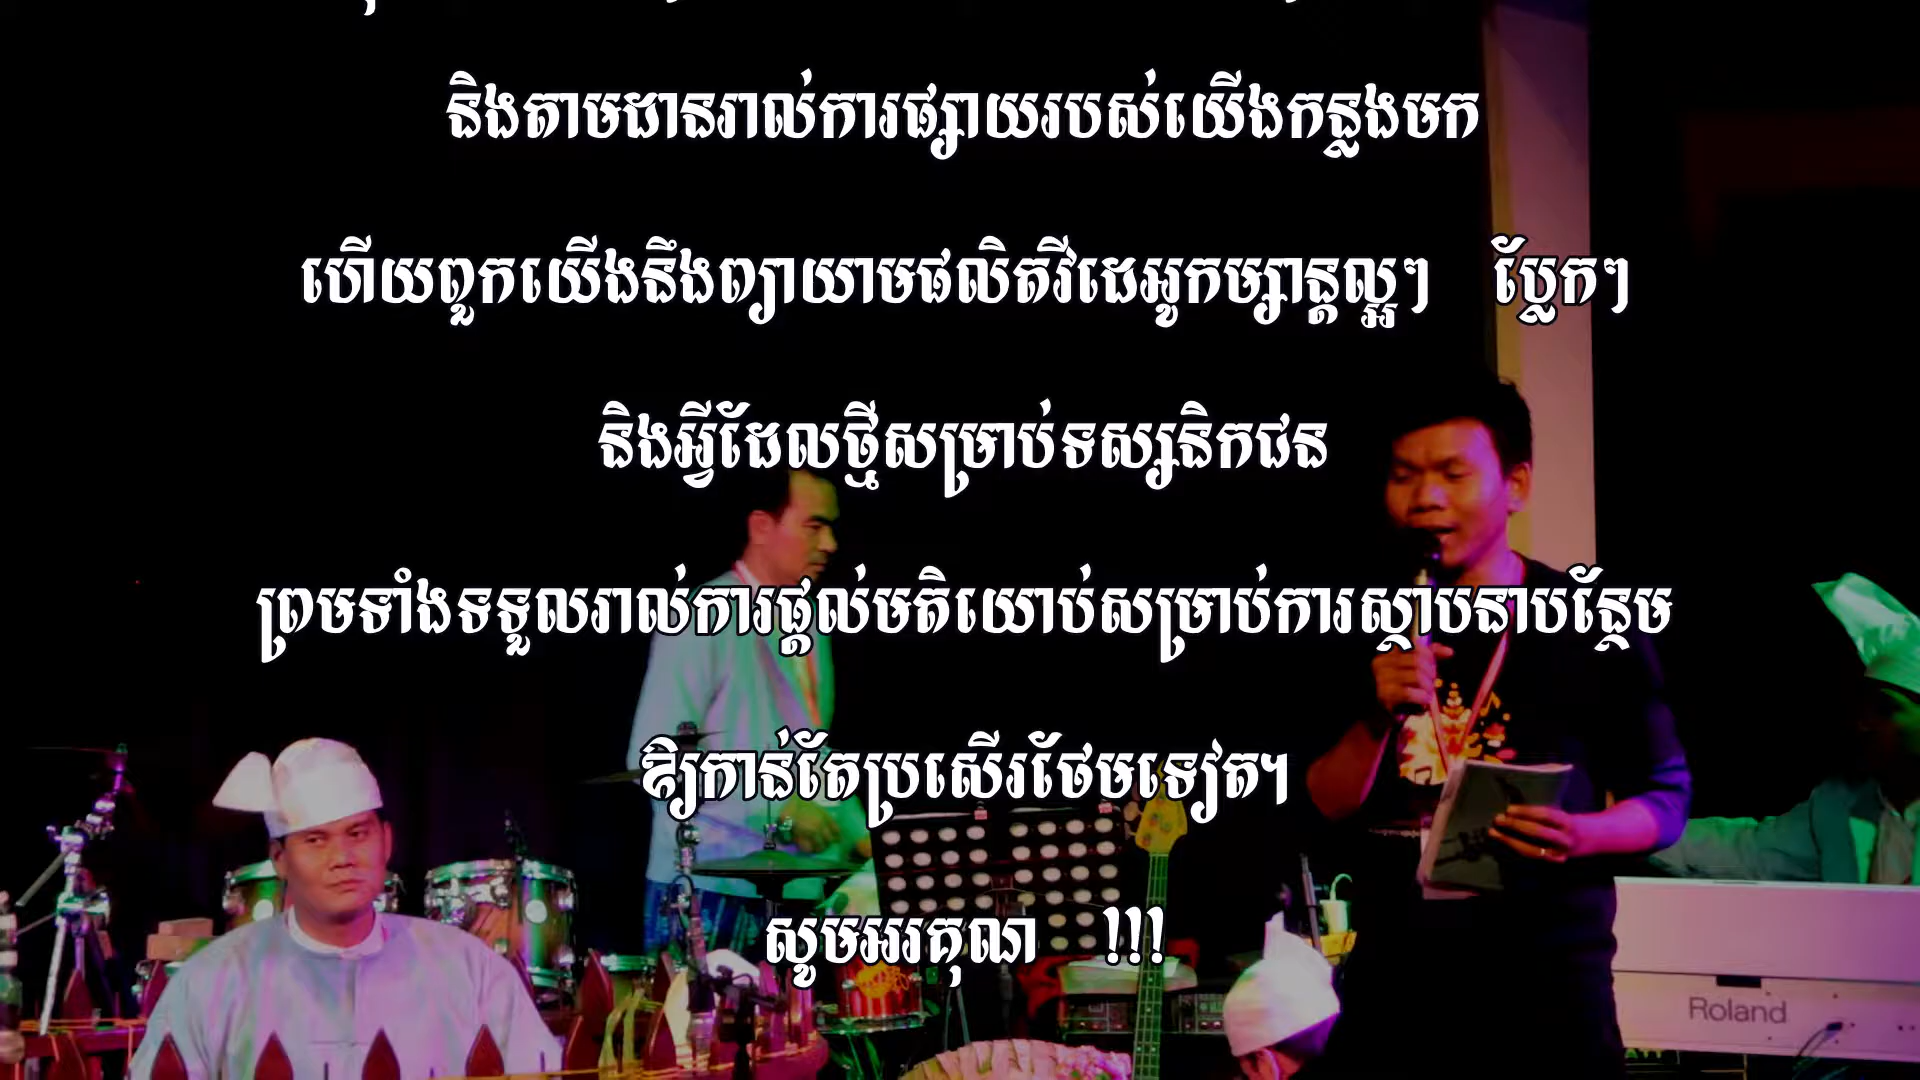 និងតាមដានរាល់ការផ្សាយរបស់យើងកន្លងមក
ហើយពួកយើងនឹងព្យាយាមផលិតវីដេអូកម្សាន្តល្អៗ ប្លែកៗ
និងអ្វីដែលថ្មីសម្រាប់ទស្សនិកជន
ព្រមទាំងទទួលរាល់ការផ្តល់មតិយោប់សម្រាប់ការស្ថាបនាបន្ថែម
ឱ្យកាន់តែប្រសើរថែមទៀត។
សូមអរគុណ !!!
Roland